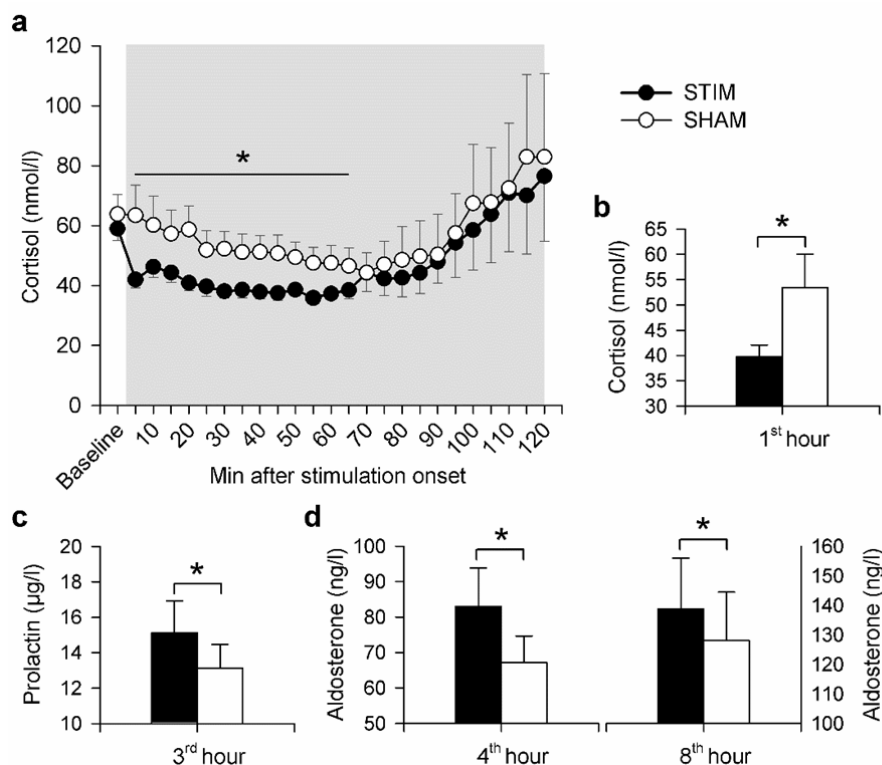 a
120
100
80
60
40
20
0
Cortisol (nmol/l)
*
Baseline
10
20
30
40
50
60
70
80
90
100
110
120
Min after stimulation onset
STIM
SHAM
b
65
60
55
50
45
40
35
30
Cortisol (nmol/l)
*
1st hour
c
20
18
16
14
12
10
Prolactin (µg/l)
*
3rd hour
d
100
90
80
70
60
50
Aldosterone (ng/l)
*
4th hour
*
8th hour
160
150
140
130
120
100
Aldosterone (ng/l)